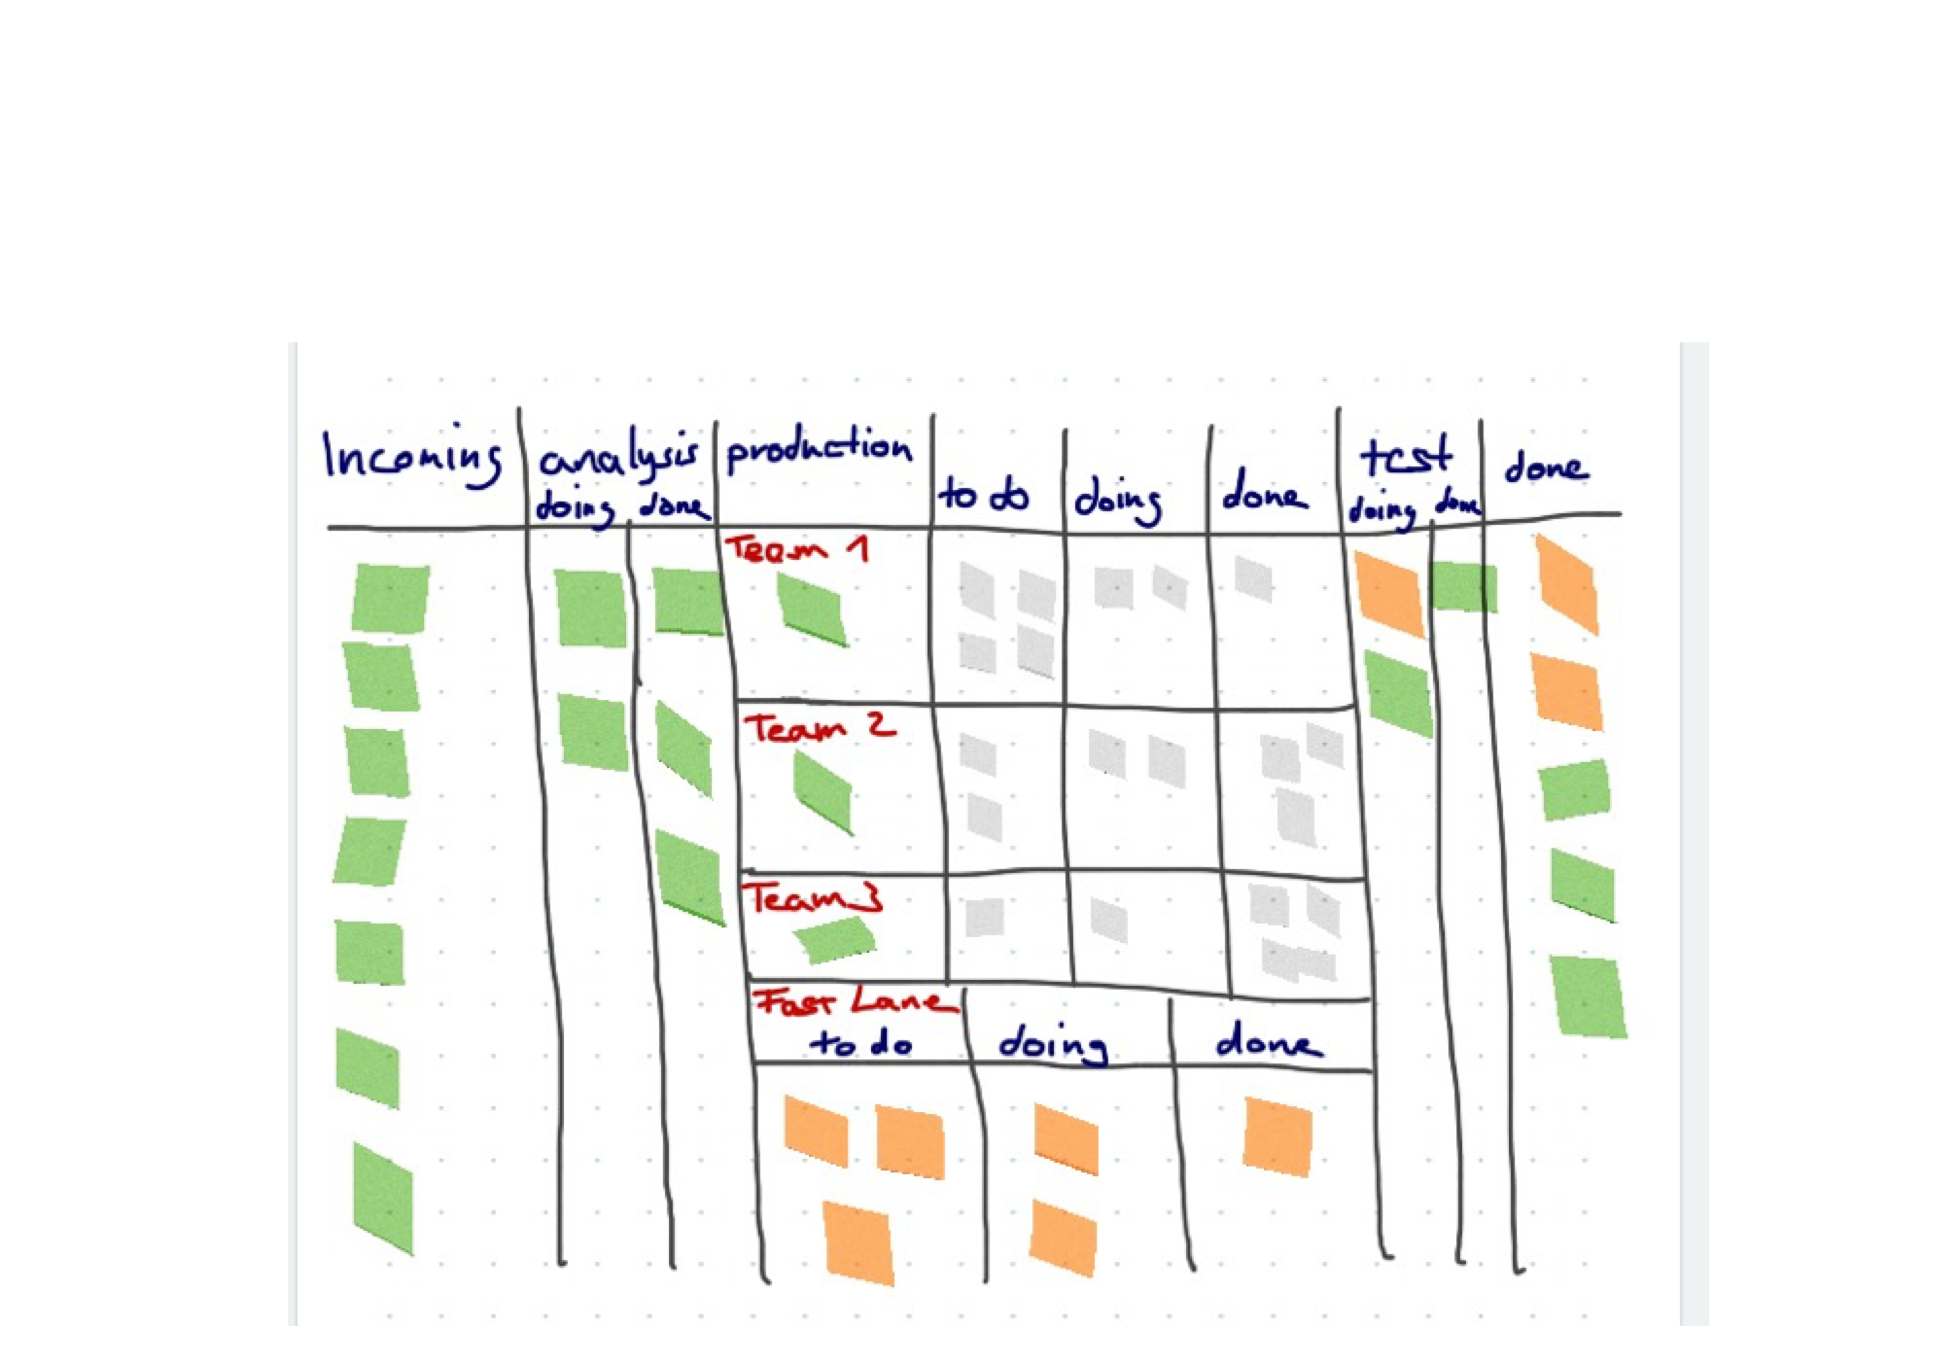 Incoming
analysis
doing done
production
to do
doing
done
test
doing done
done
Team 1
Team 2
Team 3
Fast Lane
to do
doing
done